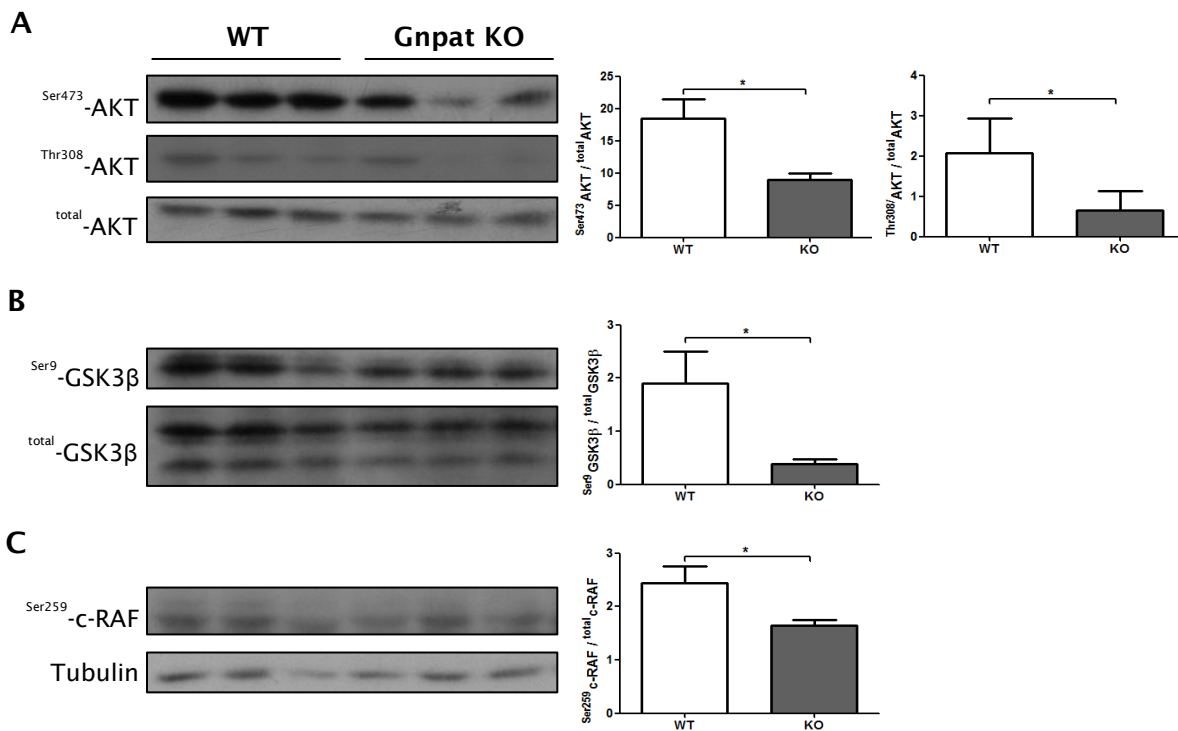 A
WT Gnpat KO
Ser473-AKT
Thr308-AKT
total-AKT
Ser473AKT / totalAKT
25
20
15
10
5
0
*
WT KO
Thr308/AKT / totalAKT
4
3
2
1
0
*
WT KO
B
Ser9-GSK3β
total-GSK3β
Ser9GSK3β / totalGSK3β
3
2
1
0
*
WT KO
C
Ser259-c-RAF
Tubulin
Ser259c-RAF / totalc-RAF
3
2
1
0
*
WT KO